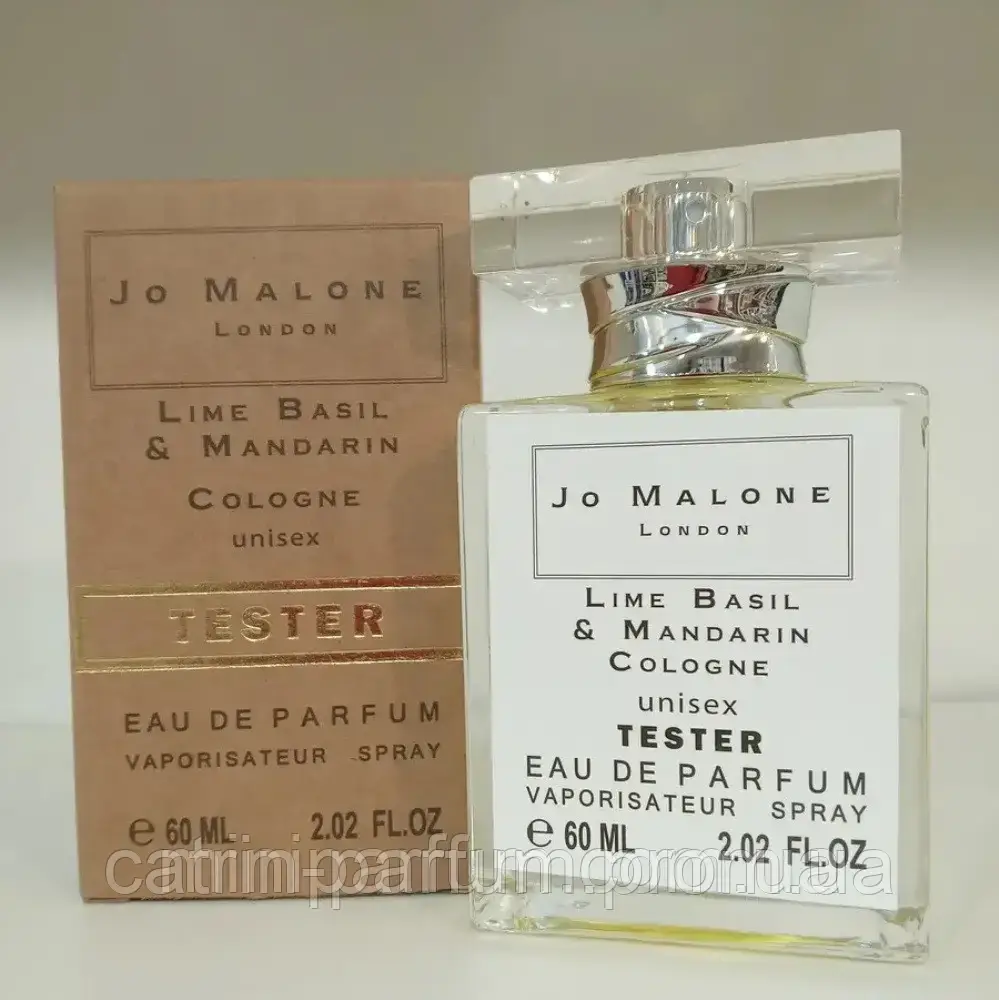 Jo Malone
London
Lime Basil
& Mandarin
Cologne
unisex
TESTER
EAU DE PARFUM
VAPORISATEUR SPRAY
e 60 ML 2.02 FL.OZ
Jo Malone
London
Lime Basil
& Mandarin
Cologne
unisex
TESTER
EAU DE PARFUM
VAPORISATEUR SPRAY
e 60 ML 2.02 FL.OZ
catrini-parfum.prom.ua